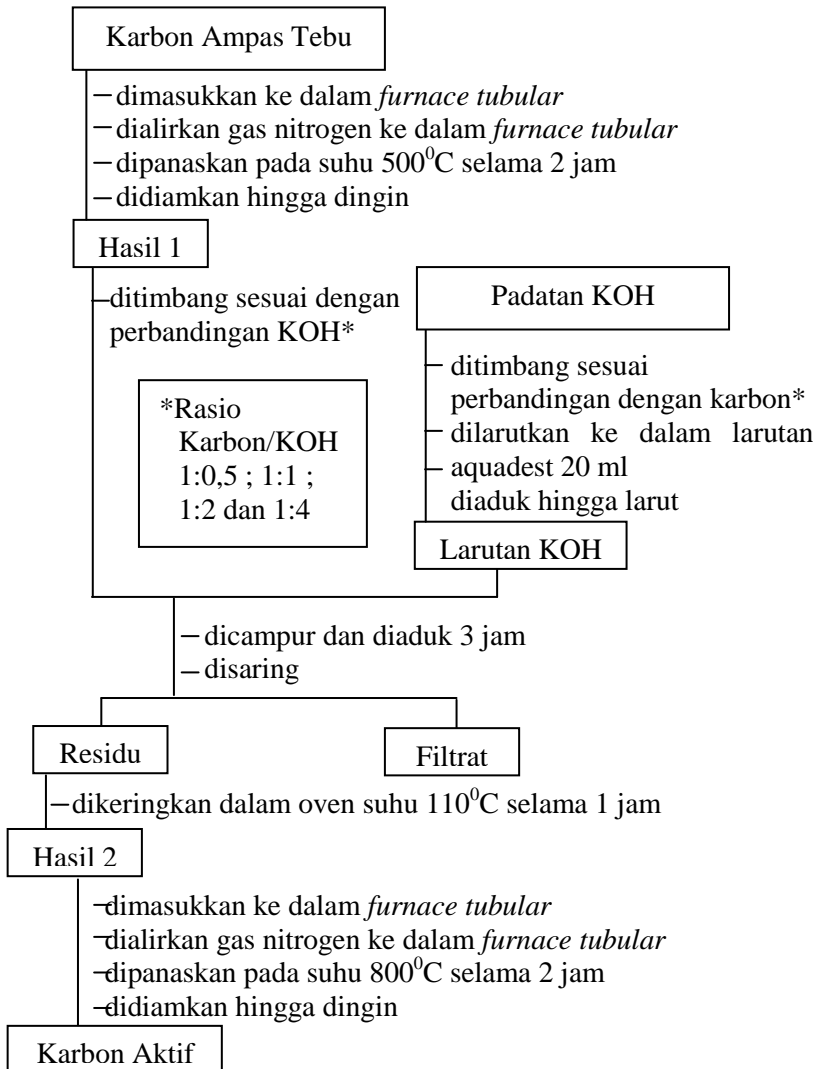 Karbon Ampas Tebu
dimasukkan ke dalam furnace tubular
dialirkan gas nitrogen ke dalam furnace tubular
dipanaskan pada suhu 500⁰C selama 2 jam
didiamkan hingga dingin
Hasil 1
ditimbang sesuai dengan
perbandingan KOH*
*Rasio
Karbon/KOH
1:0,5 ; 1:1 ;
1:2 dan 1:4
Padatan KOH
ditimbang sesuai
perbandingan dengan karbon*
dilarutkan ke dalam larutan
aquadest 20 ml
diaduk hingga larut
Larutan KOH
dicampur dan diaduk 3 jam
disaring
Residu
Filtrat
dikeringkan dalam oven suhu 110⁰C selama 1 jam
Hasil 2
dimasukkan ke dalam furnace tubular
dialirkan gas nitrogen ke dalam furnace tubular
dipanaskan pada suhu 800⁰C selama 2 jam
didiamkan hingga dingin
Karbon Aktif